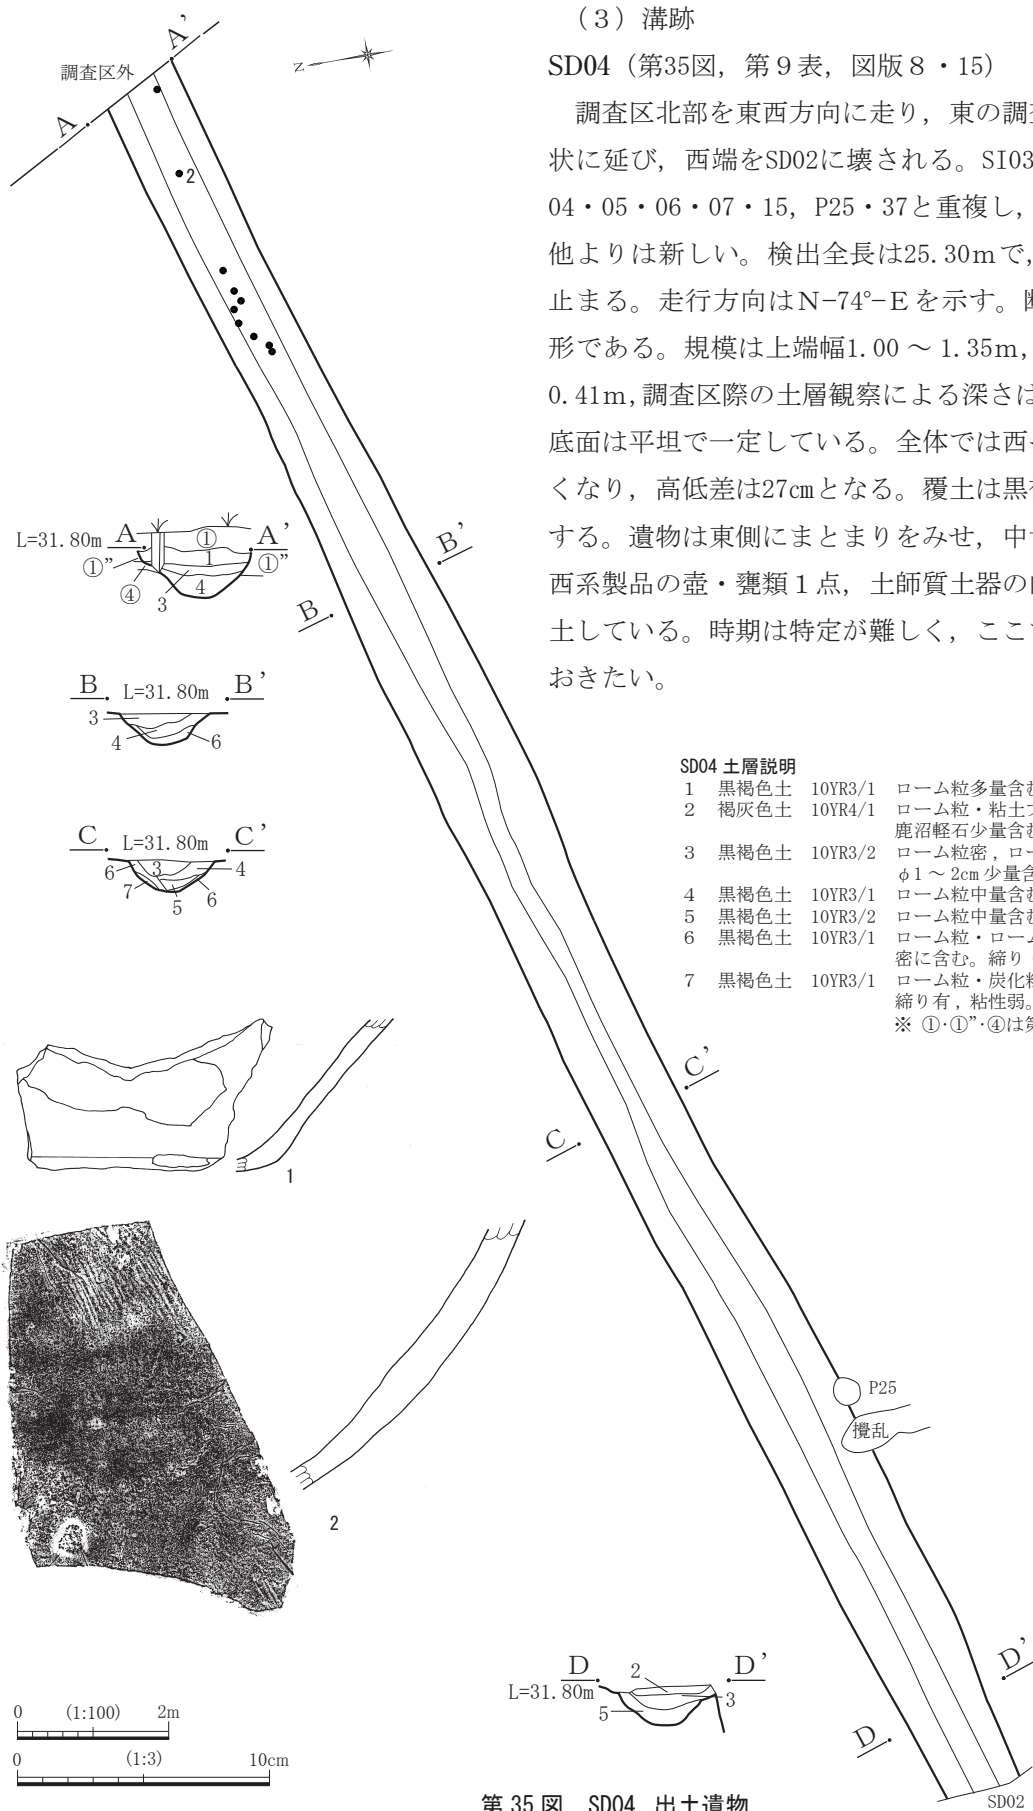 （3）溝跡
SD04（第35図，第９表，図版８・15）
調査区北部を東西方向に走り，東の調
状に延び，西端をSD02に壊される。SI03
04・05・06・07・15，P25・37と重複し，
他よりは新しい。検出全長は25.30ｍで，
止まる。走行方向はＮ−74°−Ｅを示す。
形である。規模は上端幅1.00 ～ 1.35ｍ，
0.41ｍ，調査区際の土層観察による深さは
底面は平坦で一定している。全体では西
くなり，高低差は27㎝となる。覆土は黒
する。遺物は東側にまとまりをみせ，中
西系製品の壺・甕類１点，土師質土器の
土している。時期は特定が難しく，ここ
おきたい。
SD04 土層説明
1 黒褐色土 10YR3/1 ローム粒多量含
2 褐灰色土 10YR4/1 ローム粒・粘土
鹿沼軽石少量含
3 黒褐色土 10YR3/2 ローム粒密，ロー
φ1 ～ 2cm 少量含
4 黒褐色土 10YR3/1 ローム粒中量含
5 黒褐色土 10YR3/2 ローム粒中量含
6 黒褐色土 10YR3/1 ローム粒・ローム
密に含む。締り
7 黒褐色土 10YR3/1 ローム粒・炭化粒
締り有，粘性弱。
※ ①・①”・④は第
A’
調査区外
A
N
2
L=31.80m A A’
① ①” 1 ①”
④ 3 4
B’
B
B L=31.80m B’
3 4 6
C L=31.80m C’
6 3 4
7 5 6
C’
C
1
2
P25
攪乱
D D’
L=31.80m 2 3
5
D’
D
SD02
0 (1:100) 2m
0 (1:3) 10cm
第 35 図 SD04，出土遺物